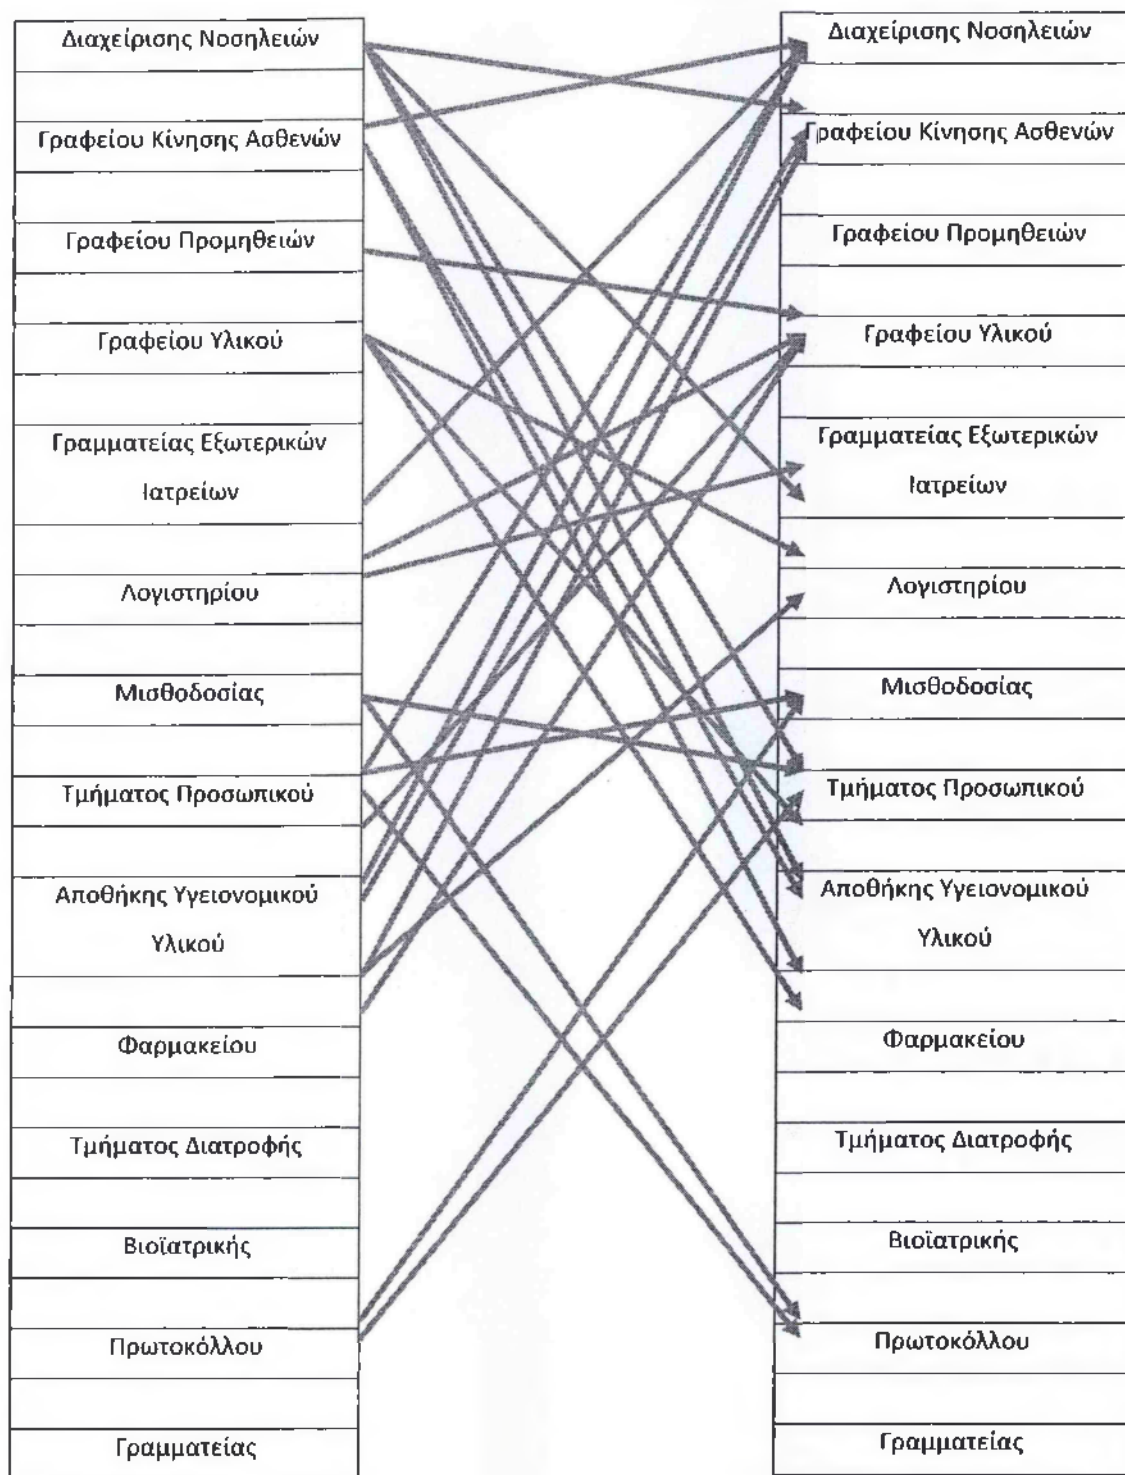 Διαχείρισης Νοσηλειών
Γραφείου Κίνησης Ασθενών
Γραφείου Προμηθειών
Γραφείου Υλικού
Γραμματείας Εξωτερικών
Ιατρείων
Λογιστηρίου
Μισθοδοσίας
Τμήματος Προσωπικού
Αποθήκης Υγειονομικού
Υλικού
Φαρμακείου
Τμήματος Διατροφής
Βιοϊατρικής
Πρωτοκόλλου
Γραμματείας
Διαχείρισης Νοσηλειών
Γραφείου Κίνησης Ασθενών
Γραφείου Προμηθειών
Γραφείου Υλικού
Γραμματείας Εξωτερικών
Ιατρείων
Λογιστηρίου
Μισθοδοσίας
Τμήματος Προσωπικού
Αποθήκης Υγειονομικού
Υλικού
Φαρμακείου
Τμήματος Διατροφής
Βιοϊατρικής
Πρωτοκόλλου
Γραμματείας